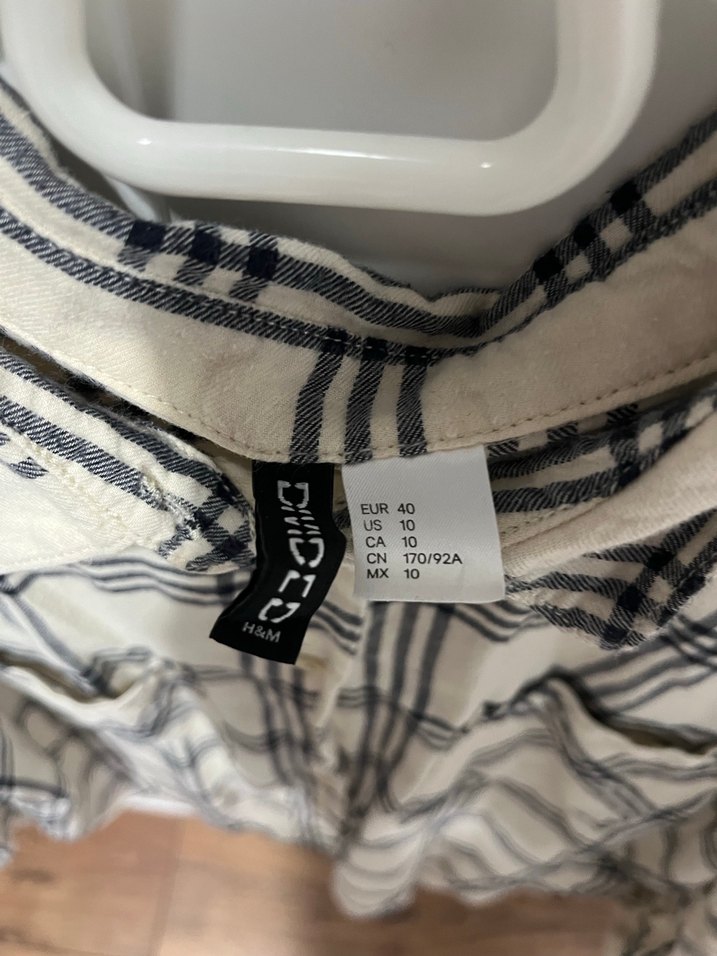 DIVIDED
H&M
EUR 40
US 10
CA 10
CN 170/92A
MX 10